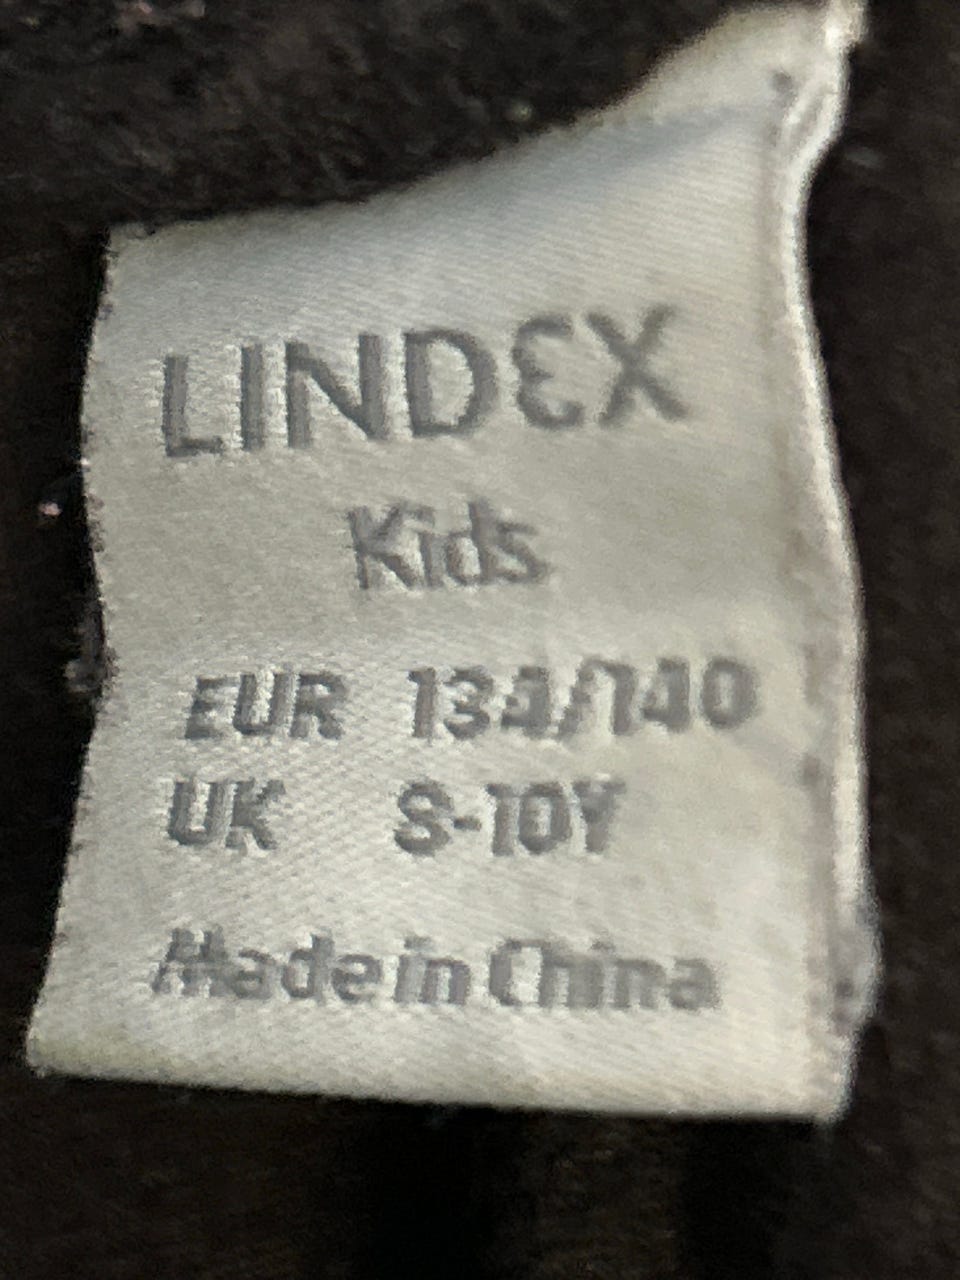 LINDEX
Kids
EUR 134/140
UK 8-10Y
Made in China